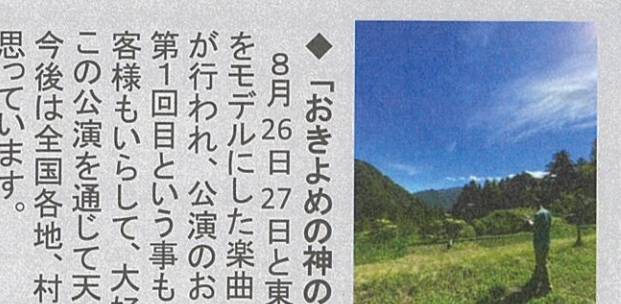 ◆「おきよめの神の
8月26日27日と東
をモデルにした楽曲
が行われ、公演のお
第1回目という事も
客様もいらして、大好
この公演を通じて天
今後は全国各地、村
思っています。